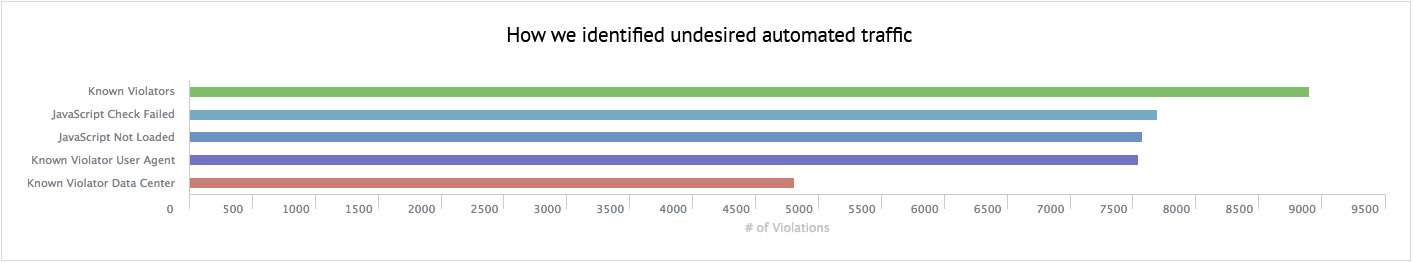 How we identified undesired automated traffic
Known Violators
JavaScript Check Failed
JavaScript Not Loaded
Known Violator User Agent
Known Violator Data Center
0 500 1000 1500 2000 2500 3000 3500 4000 4500 5000 5500 6000 6500 7000 7500 8000 8500 9000 9500
# of Violations